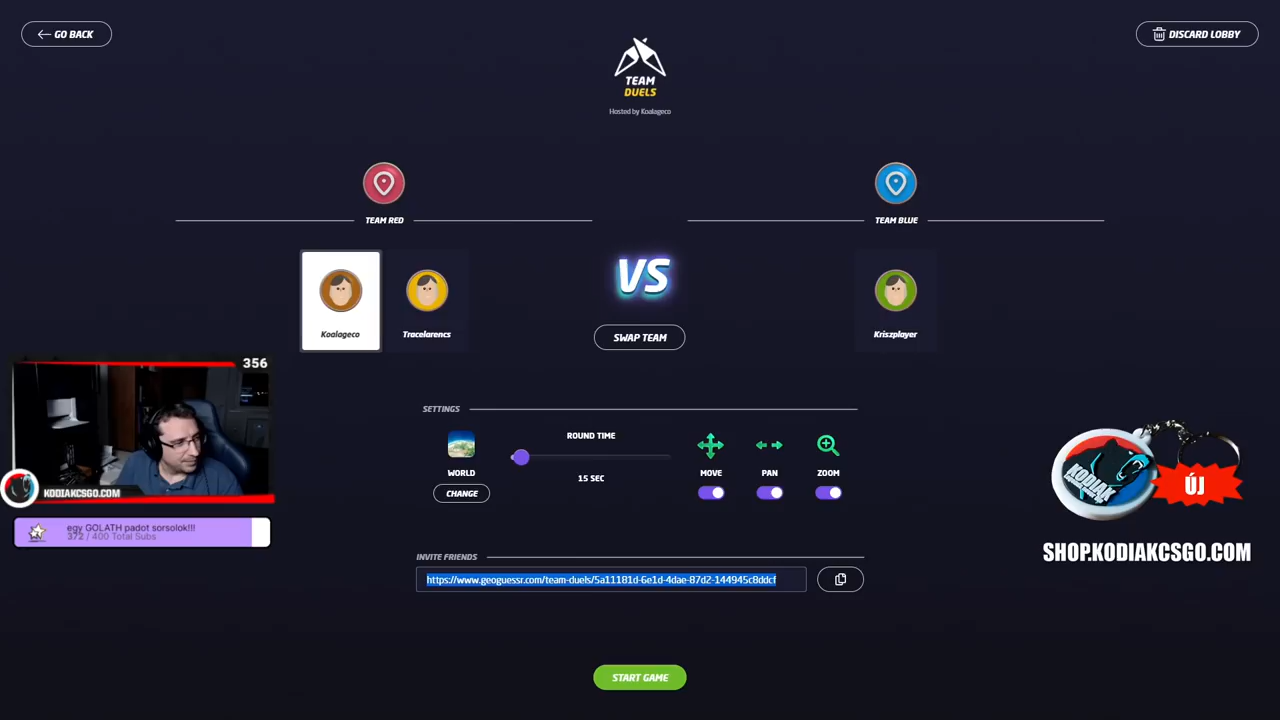 GO BACK
DISCARD LOBBY
TEAM
DUELS
Hosted by Koalageco
TEAM RED
TEAM BLUE
VS
Koalageco
Tracelarencs
Kriszplayer
SWAP TEAM
356
SETTINGS
ROUND TIME
15 SEC
WORLD
CHANGE
MOVE
PAN
ZOOM
KODIAKCSGO.COM
KODIAK
ÚJ
egy GOLATH padot sorsolok!!!
372 / 400 Total Subs
SHOP.KODIAKCSGO.COM
INVITE FRIENDS
https://www.geoguessr.com/team-duels/5a11181d-6e1d-4dae-87d2-144945c8ddcf
START GAME